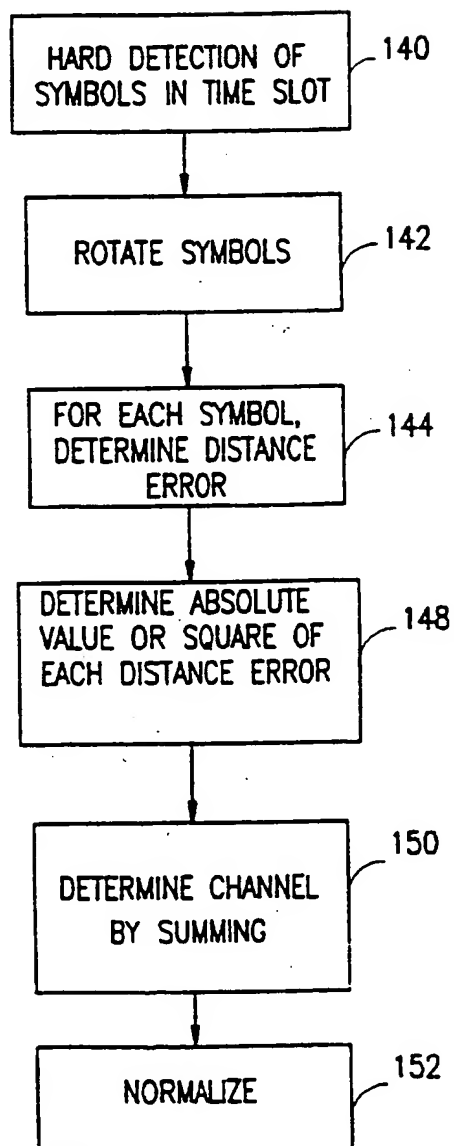 HARD DETECTION OF
SYMBOLS IN TIME SLOT
140
ROTATE SYMBOLS
142
FOR EACH SYMBOL,
DETERMINE DISTANCE
ERROR
144
DETERMINE ABSOLUTE
VALUE OR SQUARE OF
EACH DISTANCE ERROR
148
DETERMINE CHANNEL
BY SUMMING
150
NORMALIZE
152